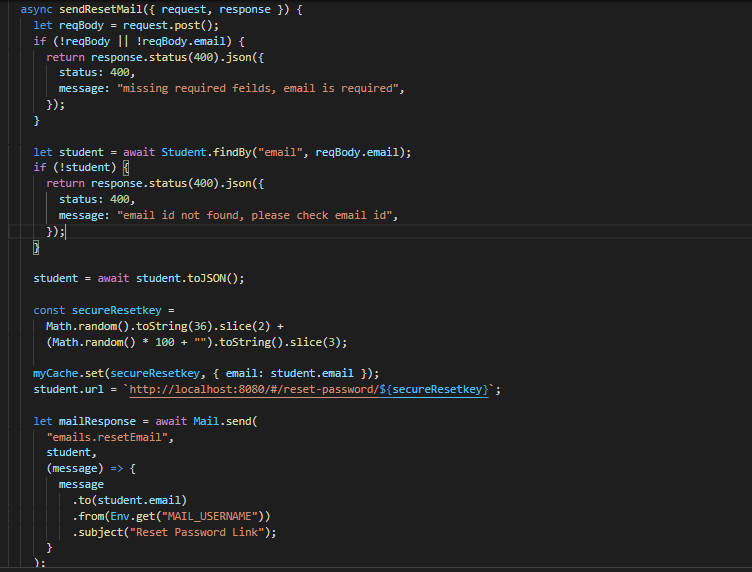 async sendResetMail({ request, response }) {
let reqBody = request.post();
if (!reqBody || !reqBody.email) {
return response.status(400).json({
status: 400,
message: "missing required feilds, email is required",
});
}
let student = await Student.findBy("email", reqBody.email);
if (!student) {
return response.status(400).json({
status: 400,
message: "email id not found, please check email id",
});
}
student = await student.toJSON();
const secureResetkey =
Math.random().toString(36).slice(2) +
(Math.random() * 100 + "").toString().slice(3);
myCache.set(secureResetkey, { email: student.email });
student.url = `http://localhost:8080/#/reset-password/${secureResetkey}`;
let mailResponse = await Mail.send(
"emails.resetEmail",
student,
(message) => {
message
.to(student.email)
.from(Env.get("MAIL_USERNAME"))
.subject("Reset Password Link");
}
);